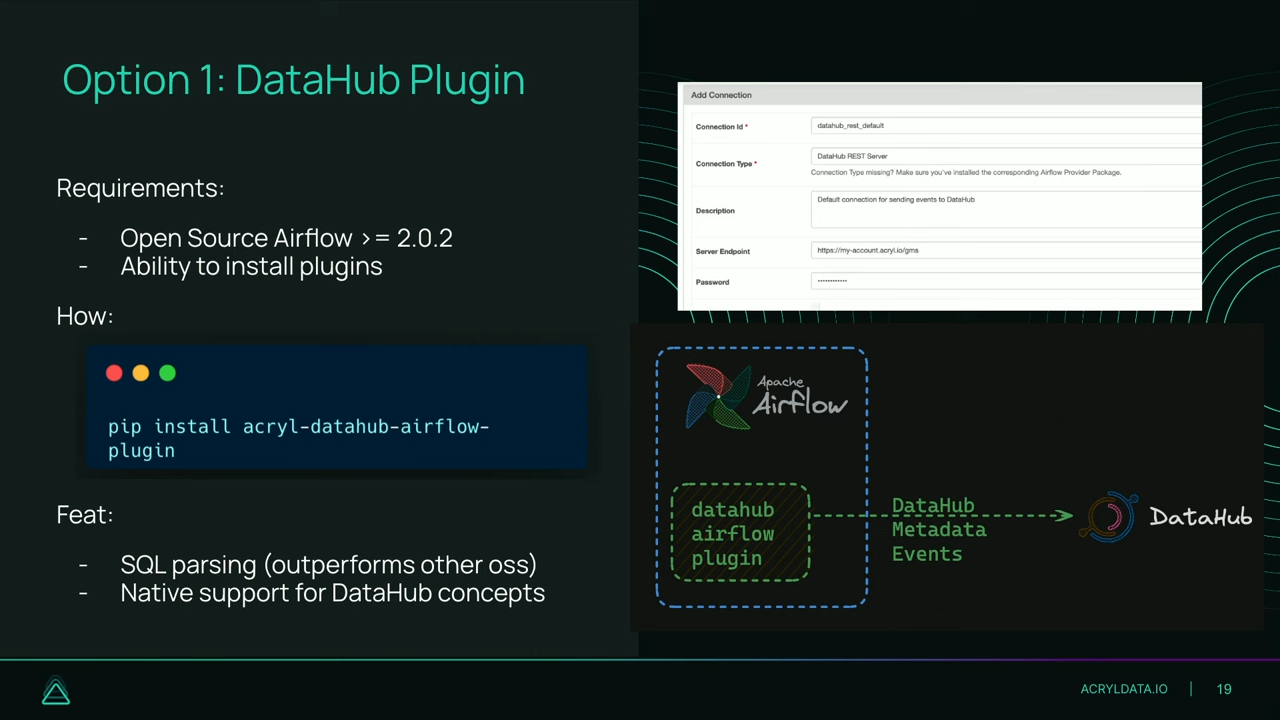 Option 1: DataHub Plugin
Requirements:
- Open Source Airflow >= 2.0.2
- Ability to install plugins
How:
pip install acryl-datahub-airflow-
plugin
Feat:
- SQL parsing (outperforms other oss)
- Native support for DataHub concepts
Add Connection
Connection Id * datahub_rest_default
Connection Type * DataHub REST Server
Connection Type missing? Make sure you've installed the corresponding Airflow Provider Package.
Description Default connection for sending events to DataHub
Server Endpoint https://my-account.acryl.io/gms
Password ••••••••••••
Apache
Airflow
datahub
airflow
plugin
DataHub
Metadata
Events
DataHub
ACRYLDATA.IO | 19